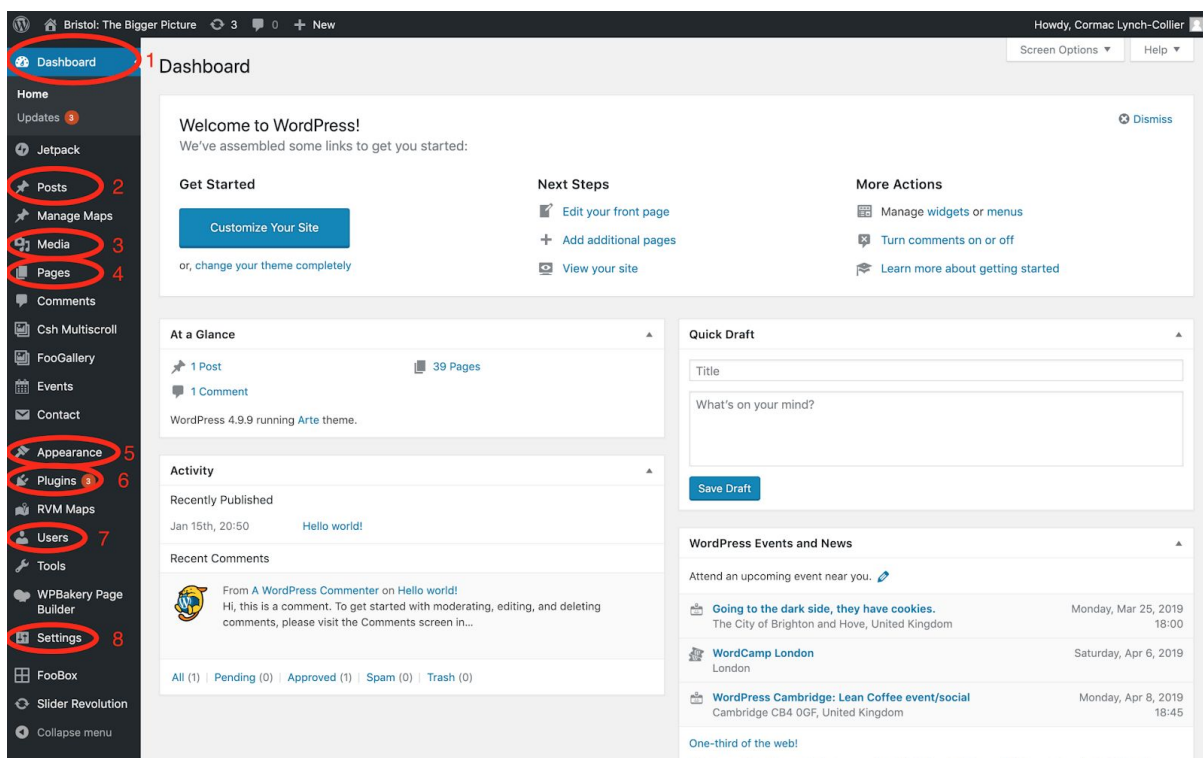 Bristol: The Bigger Picture 3 0 + New
Howdy, Cormac Lynch-Collier
Dashboard 1
Home
Updates 3
Jetpack
Posts 2
Manage Maps
Media 3
Pages 4
Comments
Csh Multiscroll
FooGallery
Events
Contact
Appearance 5
Plugins 3 6
RVM Maps
Users 7
Tools
WPBakery Page
Builder
Settings 8
FooBox
Slider Revolution
Collapse menu
Screen Options ▼ Help ▼
Dashboard
Welcome to WordPress!
Dismiss
We've assembled some links to get you started:
Get Started
Customize Your Site
or, change your theme completely
Next Steps
Edit your front page
Add additional pages
View your site
More Actions
Manage widgets or menus
Turn comments on or off
Learn more about getting started
At a Glance
1 Post 39 Pages
1 Comment
WordPress 4.9.9 running Arte theme.
Activity
Recently Published
Jan 15th, 20:50 Hello world!
Recent Comments
From A WordPress Commenter on Hello world!
Hi, this is a comment. To get started with moderating, editing, and deleting
comments, please visit the Comments screen in...
All (1) | Pending (0) | Approved (1) | Spam (0) | Trash (0)
Quick Draft
Title
What's on your mind?
Save Draft
WordPress Events and News
Attend an upcoming event near you.
Going to the dark side, they have cookies. Monday, Mar 25, 2019
The City of Brighton and Hove, United Kingdom 18:00
WordCamp London Saturday, Apr 6, 2019
London
WordPress Cambridge: Lean Coffee event/social Monday, Apr 8, 2019
Cambridge CB4 0GF, United Kingdom 18:45
One-third of the web!